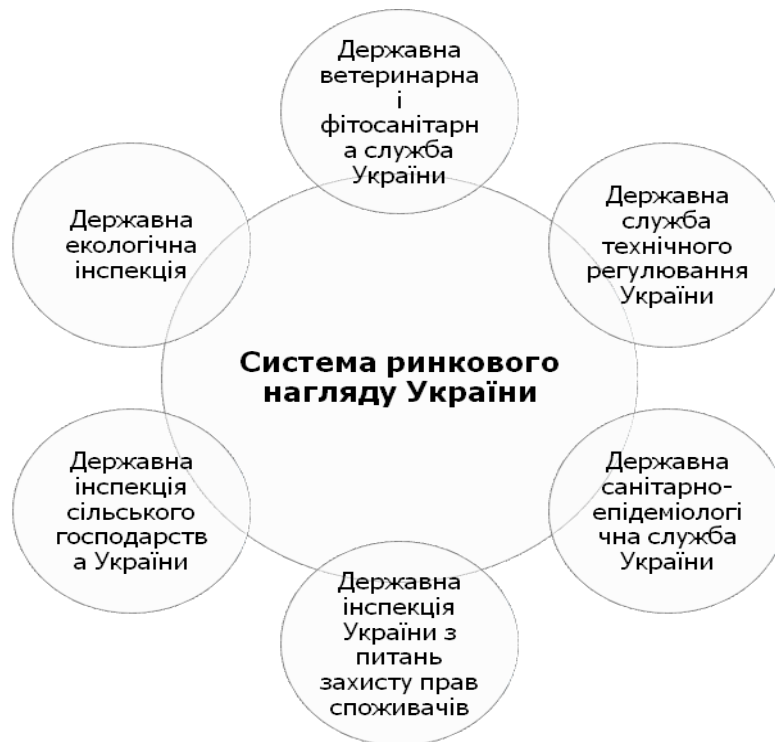 Державна
ветеринарна
і
фітосанітарн
а служба
України
Державна
екологічна
інспекція
Державна
служба
технічного
регулювання
України
Система ринкового
нагляду України
Державна
інспекція
сільського
господарств
а України
Державна
санітарно-
епідеміологі
чна служба
України
Державна
інспекція
України з
питань
захисту прав
споживачів